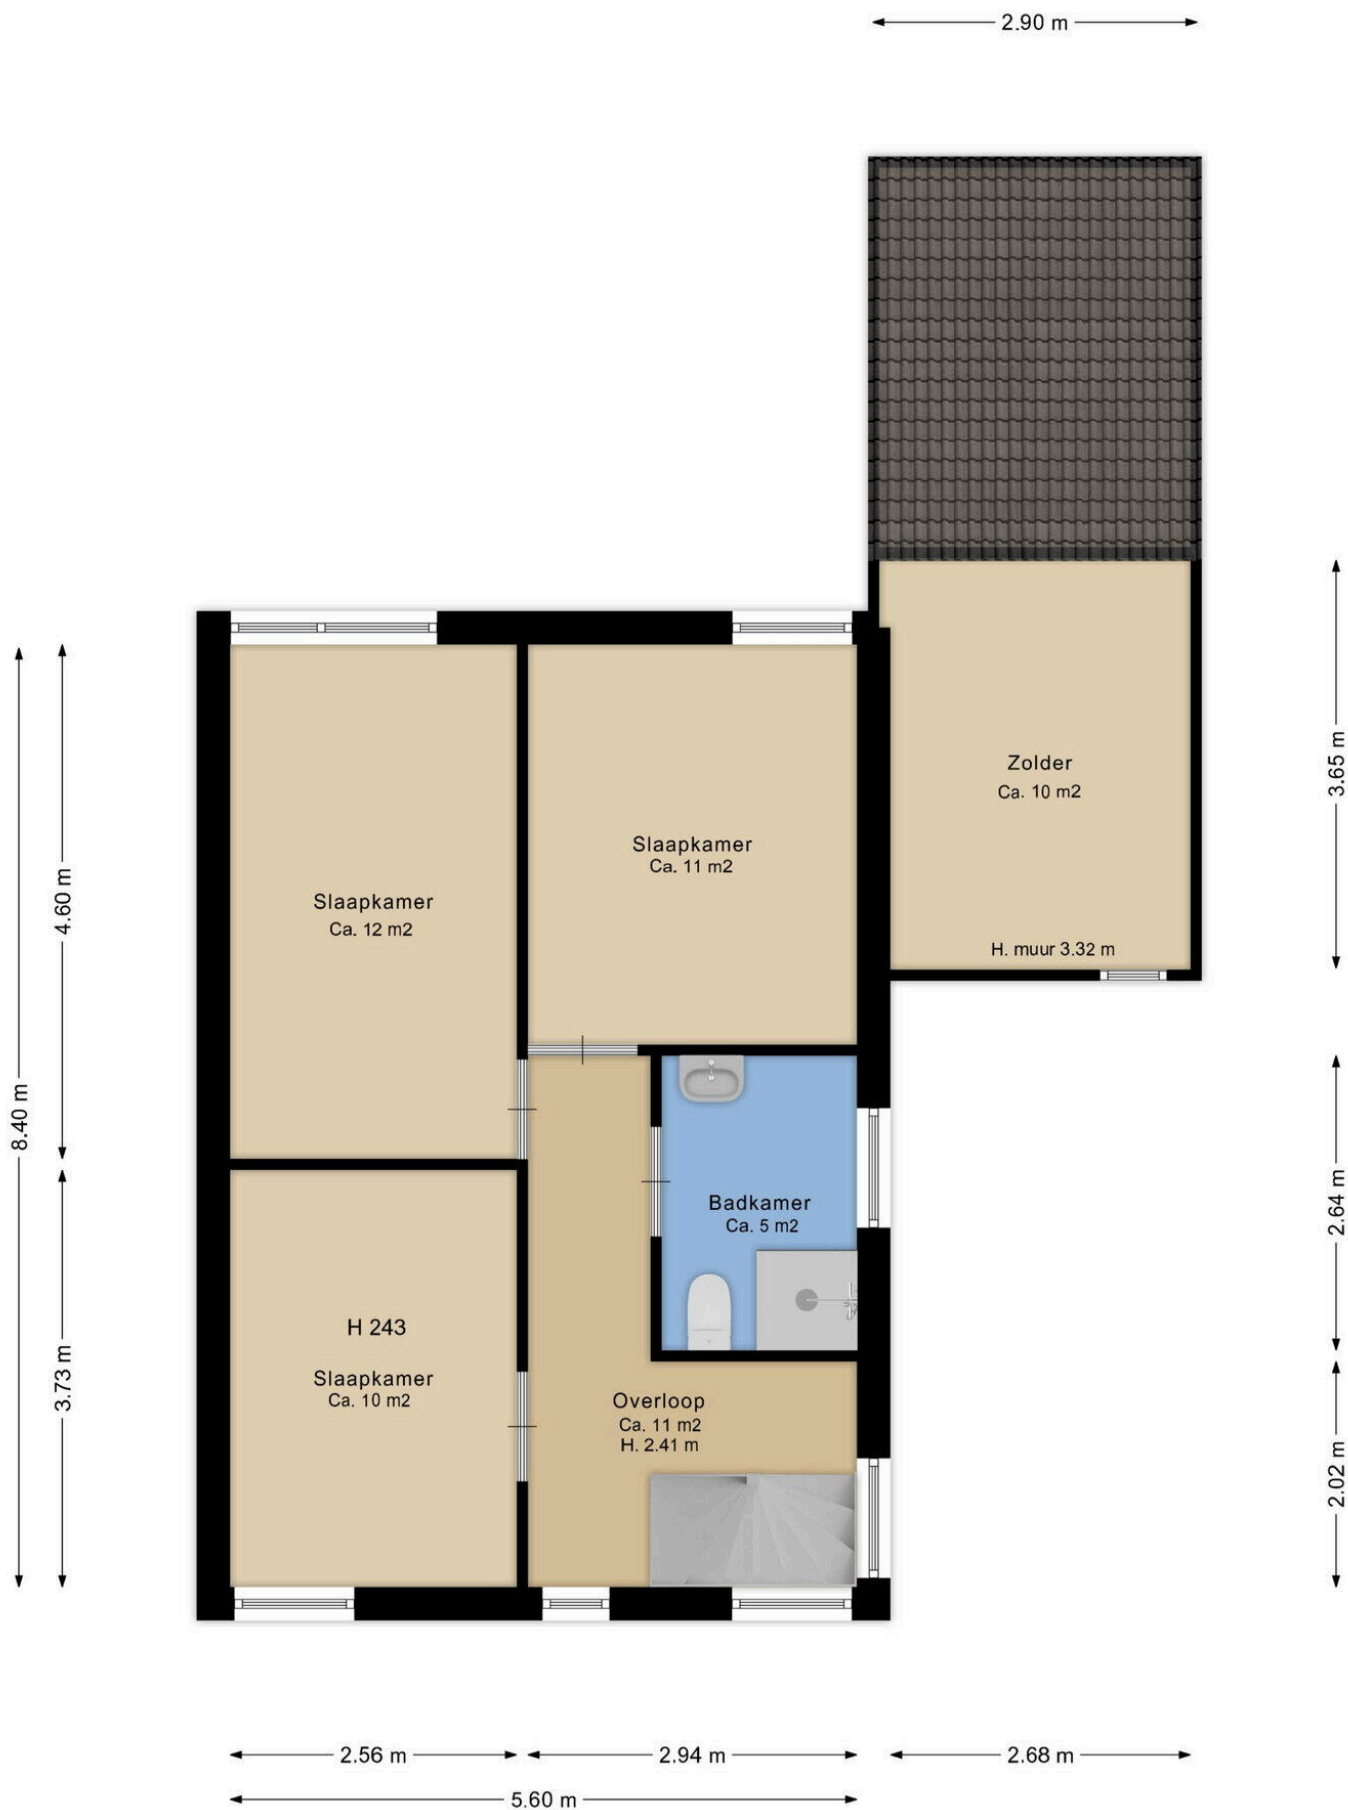 2.90 m
Zolder
Ca. 10 m2
H. muur 3.32 m
Slaapkamer
Ca. 11 m2
Slaapkamer
Ca. 12 m2
Badkamer
Ca. 5 m2
H 243
Slaapkamer
Ca. 10 m2
Overloop
Ca. 11 m2
H. 2.41 m
8.40 m
4.60 m
3.73 m
3.65 m
2.64 m
2.02 m
2.56 m
2.94 m
2.68 m
5.60 m